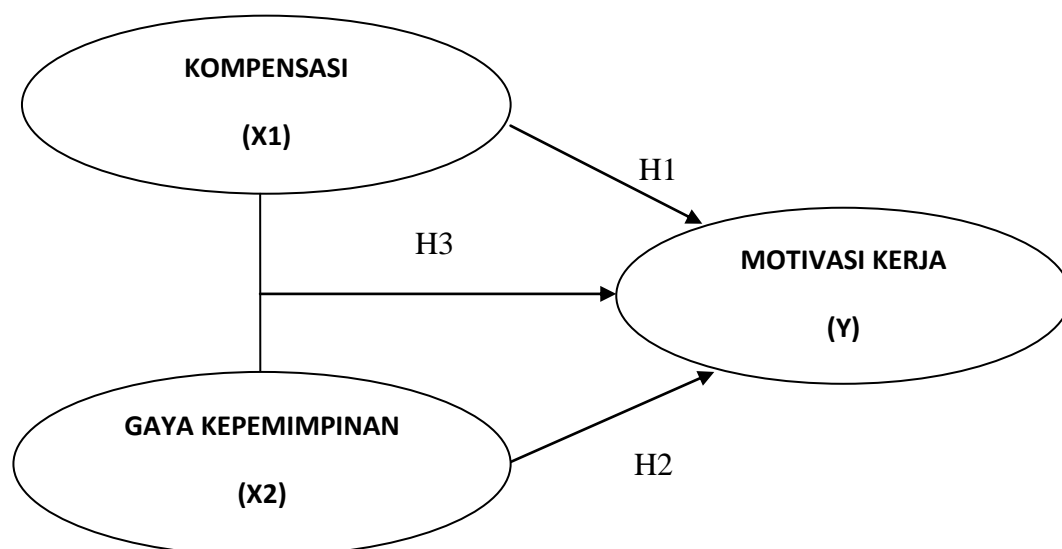 KOMPENSASI
(X1)
H1
H3
MOTIVASI KERJA
(Y)
GAYA KEPEMIMPINAN
(X2)
H2